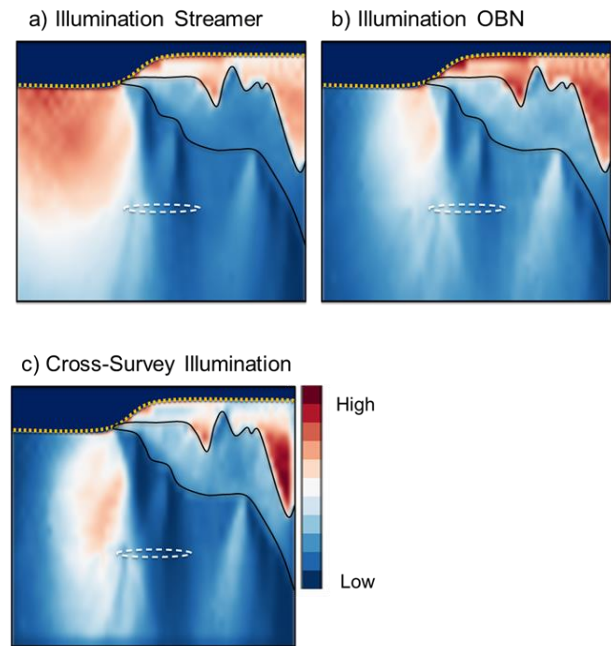 a) Illumination Streamer
b) Illumination OBN
c) Cross-Survey Illumination
High
Low